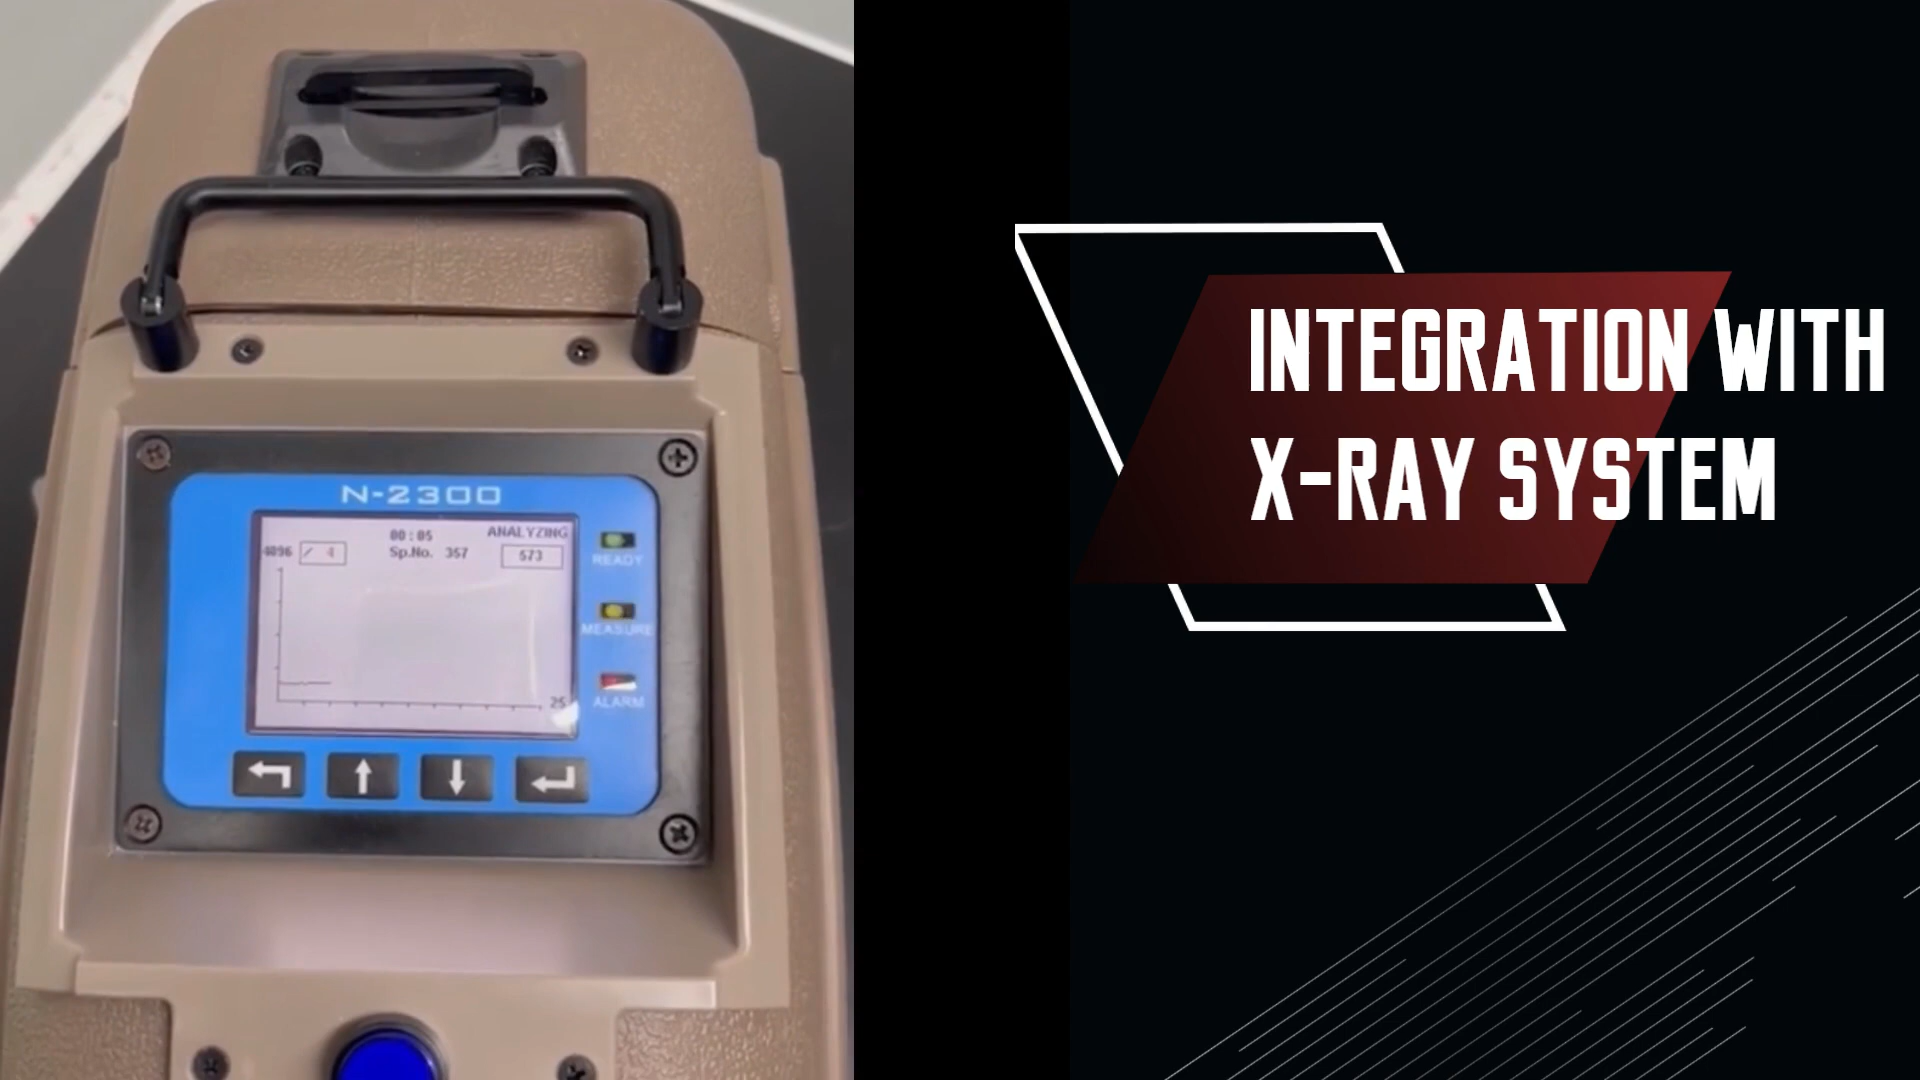 N-2300
00:05
ANALYZING
4096
4
Sp.No. 357
573
READY
MEASURE
ALARM
25
INTEGRATION WITH
X-RAY SYSTEM